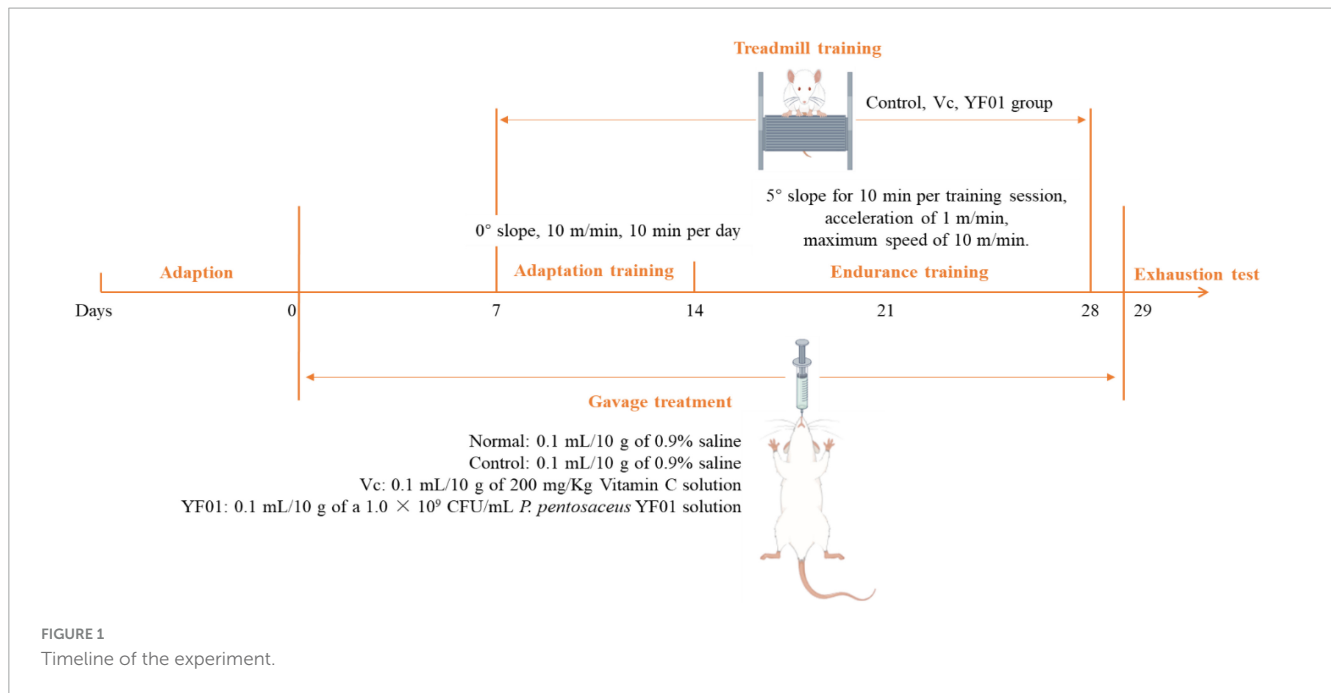 Treadmill training
Control, Vc, YF01 group
5° slope for 10 min per training session,
acceleration of 1 m/min,
maximum speed of 10 m/min.
0° slope, 10 m/min, 10 min per day
Adaption
Adaptation training
Endurance training
Exhaustion test
Days
0
7
14
21
28
29
Gavage treatment
Normal: 0.1 mL/10 g of 0.9% saline
Control: 0.1 mL/10 g of 0.9% saline
Vc: 0.1 mL/10 g of 200 mg/Kg Vitamin C solution
YF01: 0.1 mL/10 g of a 1.0 × 10⁹ CFU/mL P. pentosaceus YF01 solution
FIGURE 1
Timeline of the experiment.